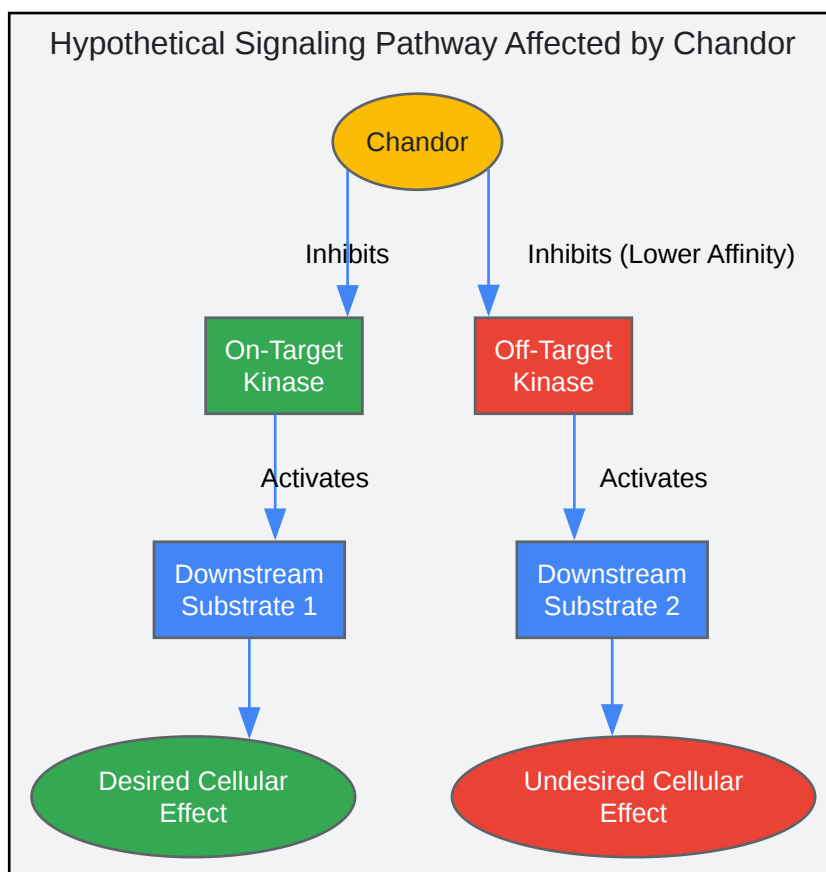 Hypothetical Signaling Pathway Affected by Chandor
Chandor
Inhibits
Inhibits (Lower Affinity)
On-Target
Kinase
Off-Target
Kinase
Activates
Activates
Downstream
Substrate 1
Downstream
Substrate 2
Desired Cellular
Effect
Undesired Cellular
Effect